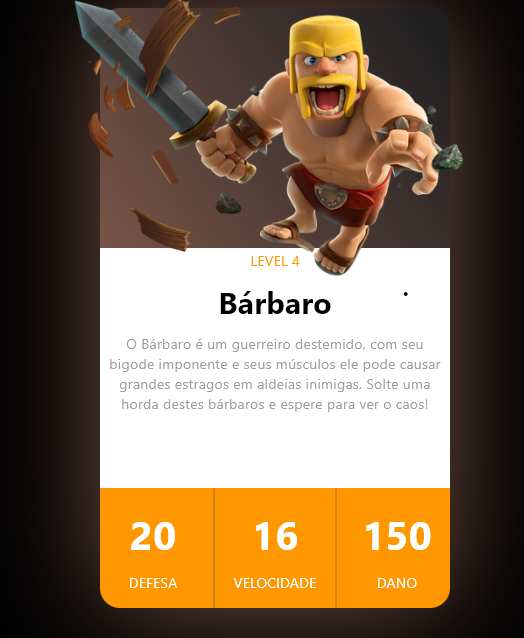 LEVEL 4
Bárbaro
O Bárbaro é um guerreiro destemido, com seu
bigode imponente e seus músculos ele pode causar
grandes estragos em aldeias inimigas. Solte uma
horda destes bárbaros e espere para ver o caos!
20 16 150
DEFESA VELOCIDADE DANO